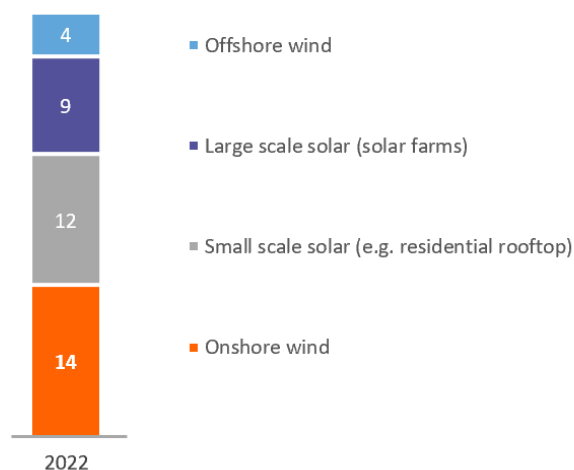 4
Offshore wind
9
Large scale solar (solar farms)
12
Small scale solar (e.g. residential rooftop)
14
Onshore wind
2022